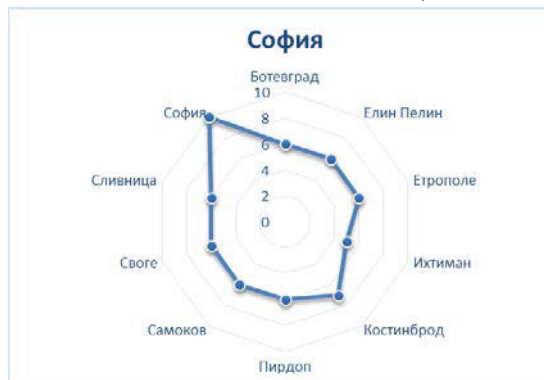 София
Ботевград
10
София
8
Елин Пелин
6
4
Сливница
Етрополе
2
0
Своге
Ихтиман
Самоков
Костинброд
Пирдоп